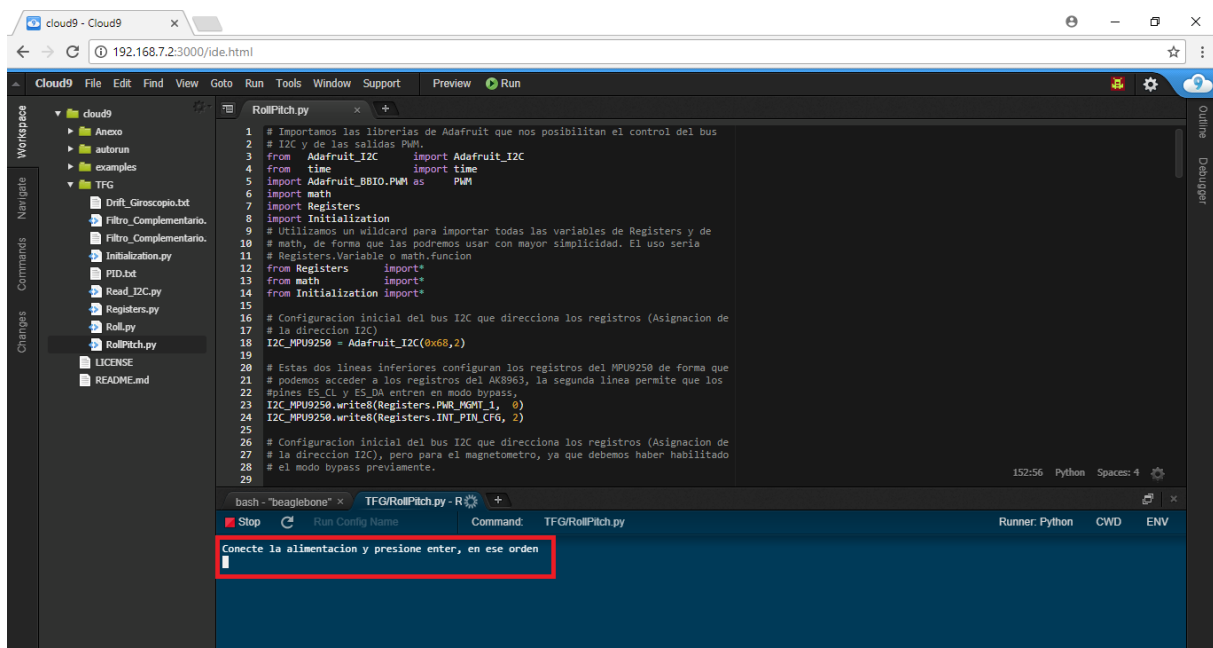 cloud9 - Cloud9
192.168.7.2:3000/ide.html
Cloud9 File Edit Find View Goto Run Tools Window Support Preview Run
Workspace
Navigate
Commands
Changes
cloud9
Anexo
autorun
examples
TFG
Drift_Giroscopio.txt
Filtro_Complementario.
Filtro_Complementario.
Initialization.py
PID.txt
Read_I2C.py
Registers.py
Roll.py
RollPitch.py
LICENSE
README.md
RollPitch.py
1 # Importamos las librerias de Adafruit que nos posibilitan el control del bus
2 # I2C y de las salidas PWM.
3 from Adafruit_I2C import Adafruit_I2C
4 from time import time
5 import Adafruit_BBIO.PWM as PWM
6 import math
7 import Registers
8 import Initialization
9 # Utilizamos un wildcard para importar todas las variables de Registers y de
10 # math, de forma que las podremos usar con mayor simplicidad. El uso seria
11 # Registers.Variable o math.funcion
12 from Registers import*
13 from math import*
14 from Initialization import*
15
16 # Configuracion inicial del bus I2C que direcciona los registros (Asignacion de
17 # la direccion I2C)
18 I2C_MPU9250 = Adafruit_I2C(0x68,2)
19
20 # Estas dos lineas inferiores configuran los registros del MPU9250 de forma que
21 # podemos acceder a los registros del AK8963, la segunda linea permite que los
22 #pines ES_CL y ES_DA entren en modo bypass,
23 I2C_MPU9250.write8(Registers.PWR_MGMT_1, 0)
24 I2C_MPU9250.write8(Registers.INT_PIN_CFG, 2)
25
26 # Configuracion inicial del bus I2C que direcciona los registros (Asignacion de
27 # la direccion I2C), pero para el magnetometro, ya que debemos haber habilitado
28 # el modo bypass previamente.
29
152:56 Python Spaces: 4
Outline
Debugger
bash - "beaglebone" TFG/RollPitch.py - R
Stop Run Config Name Command: TFG/RollPitch.py Runner: Python CWD ENV
Conecte la alimentacion y presione enter, en ese orden